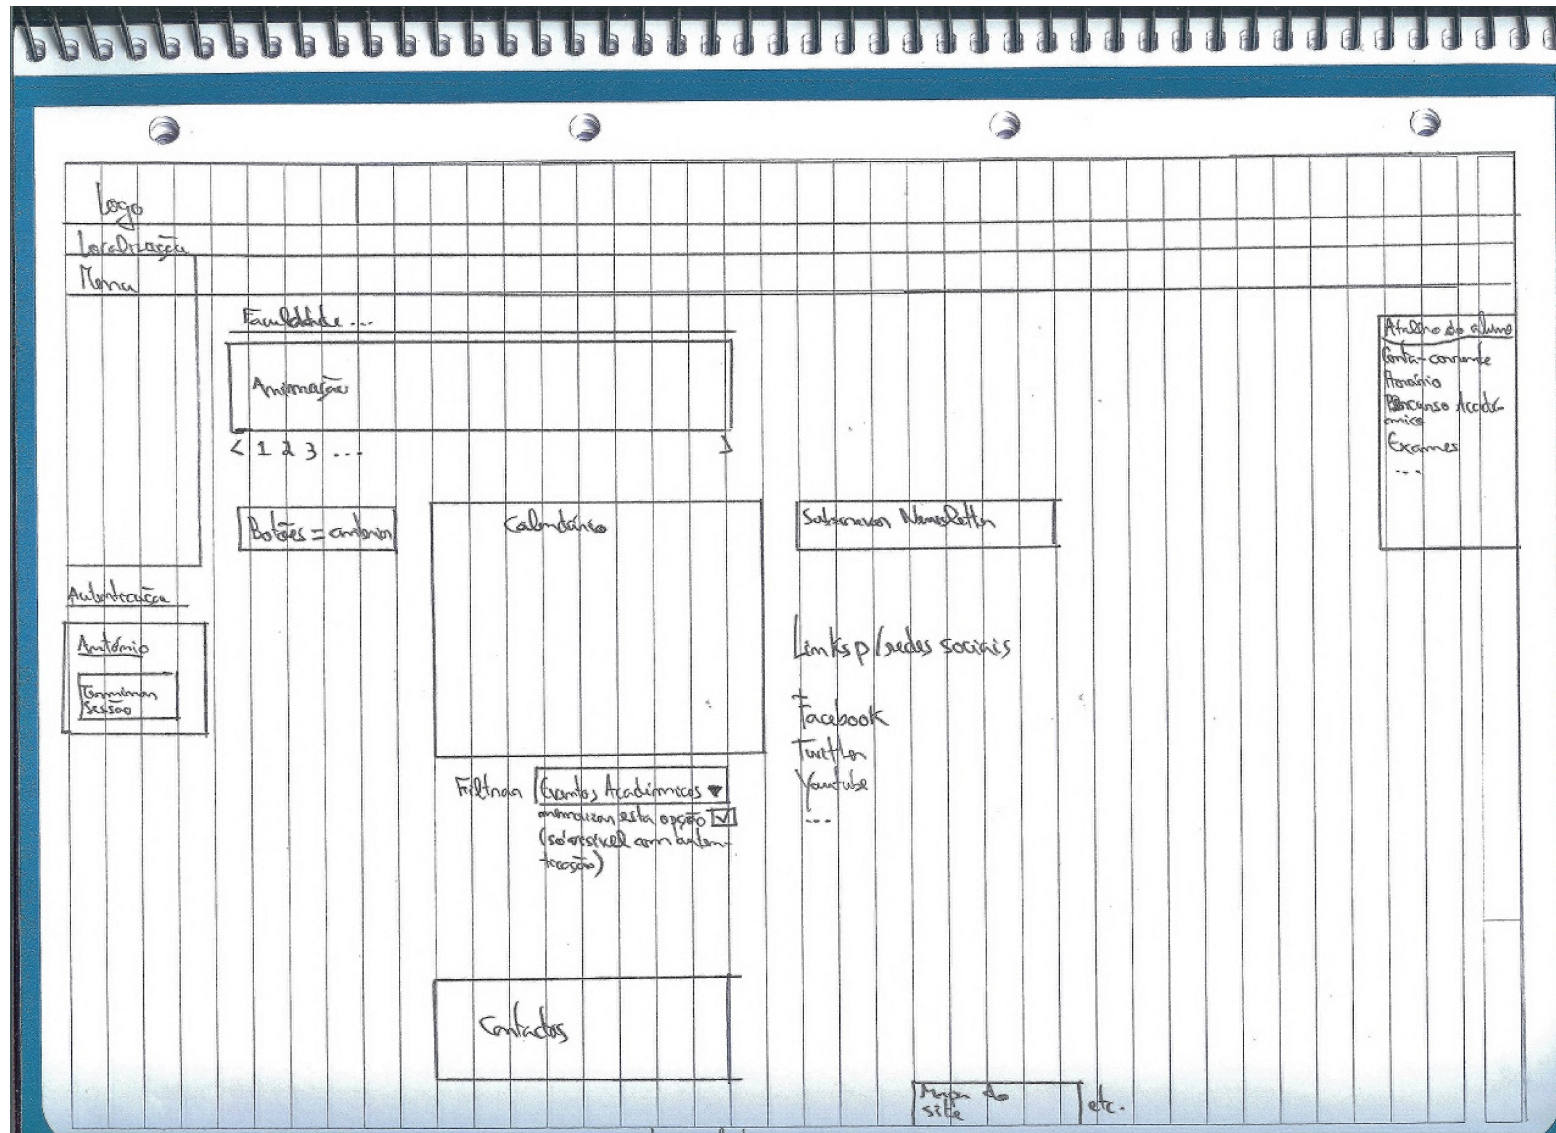 Logo
Localização
Menu
Faculdade ...
Animação
< 1 2 3 ... >
Atalho do aluno
Conta-corrente
Horário
Percurso Acadé-
mico
Exames
...
Botões = anterior
Calendário
Subscrever Newsletter
Autenticação
António
Terminar
Sessão
Links p/redes sociais
Facebook
Twitter
Youtube
...
Filtrar Eventos Académicos
memorizar esta opção
(só visível com auten-
ticação)
Contactos
Mapa do
site
etc.